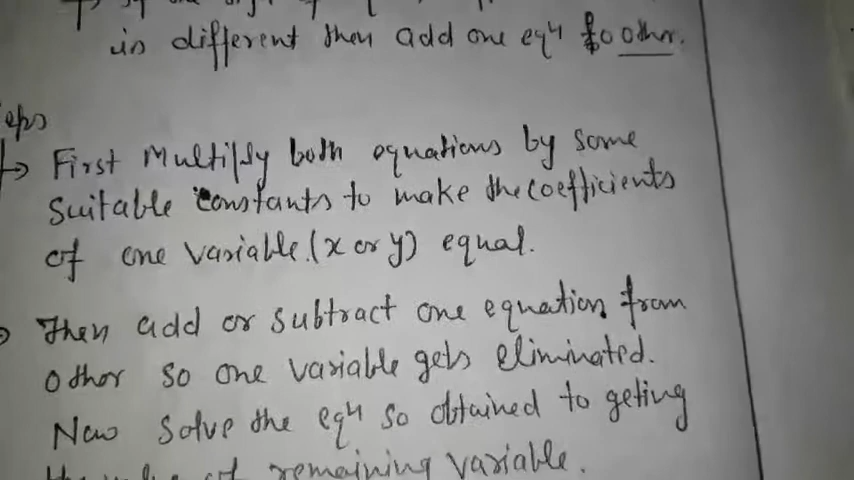 is different then add one eqn to other.
eps
First Multiply both equations by some
Suitable constants to make the coefficients
of one variable (x or y) equal.
Then add or subtract one equation from
other so one variable gets eliminated.
Now solve the eqn so obtained to geting
of remaining variable.